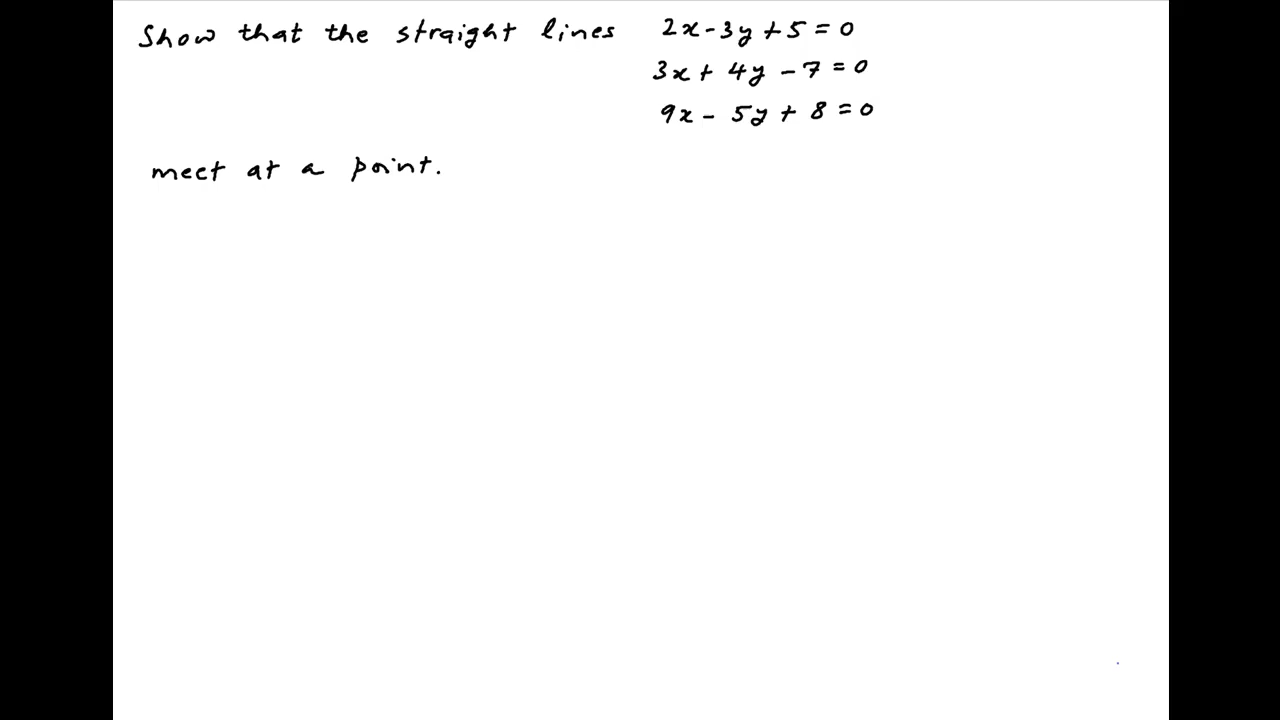 Show that the straight lines 2x - 3y + 5 = 0
3x + 4y - 7 = 0
9x - 5y + 8 = 0
meet at a point.